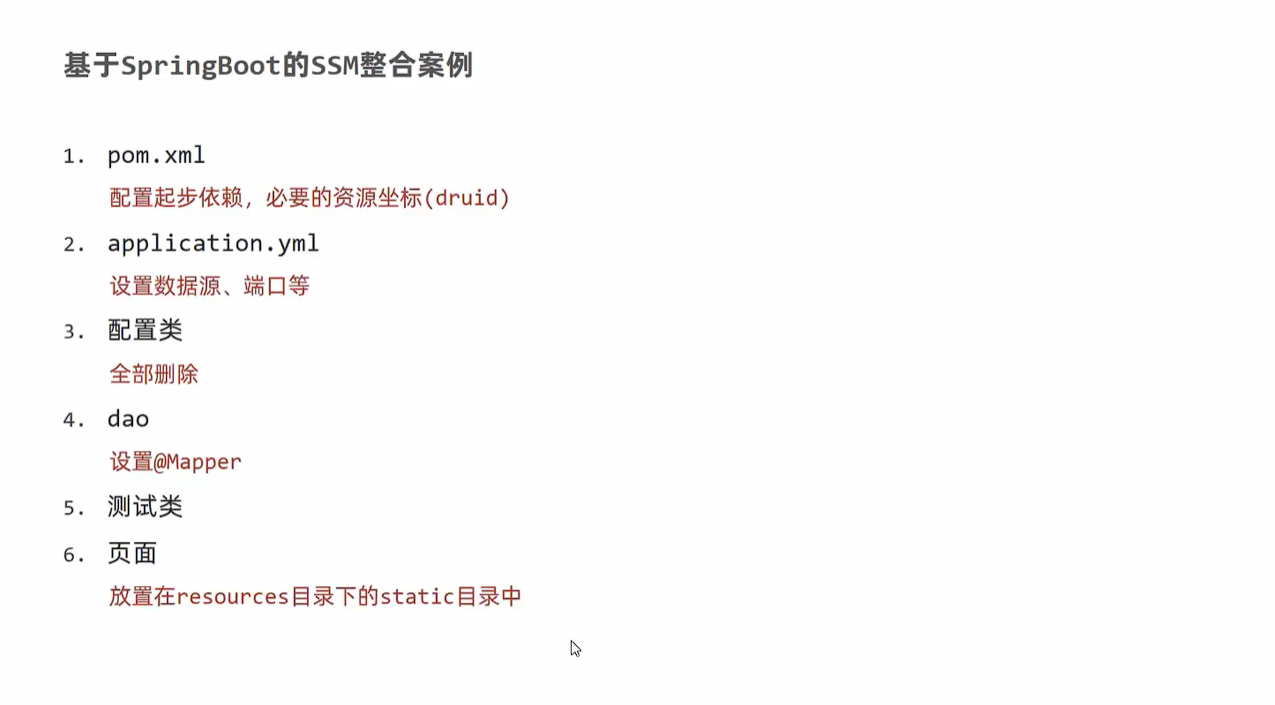 基于SpringBoot的SSM整合案例
1. pom.xml
配置起步依赖，必要的资源坐标(druid)
2. application.yml
设置数据源、端口等
3. 配置类
全部删除
4. dao
设置@Mapper
5. 测试类
6. 页面
放置在resources目录下的static目录中